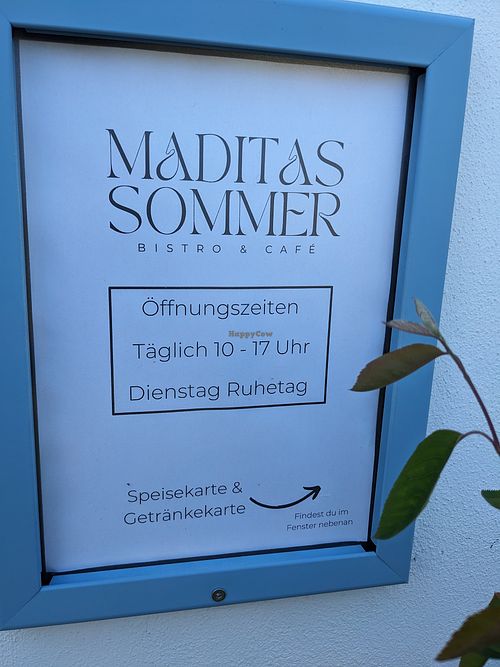 MADITAS
SOMMER
BISTRO & CAFÉ
Öffnungszeiten
HappyCow
Täglich 10 - 17 Uhr
Dienstag Ruhetag
Speisekarte &
Getränkekarte
Findest du im
Fenster nebenan